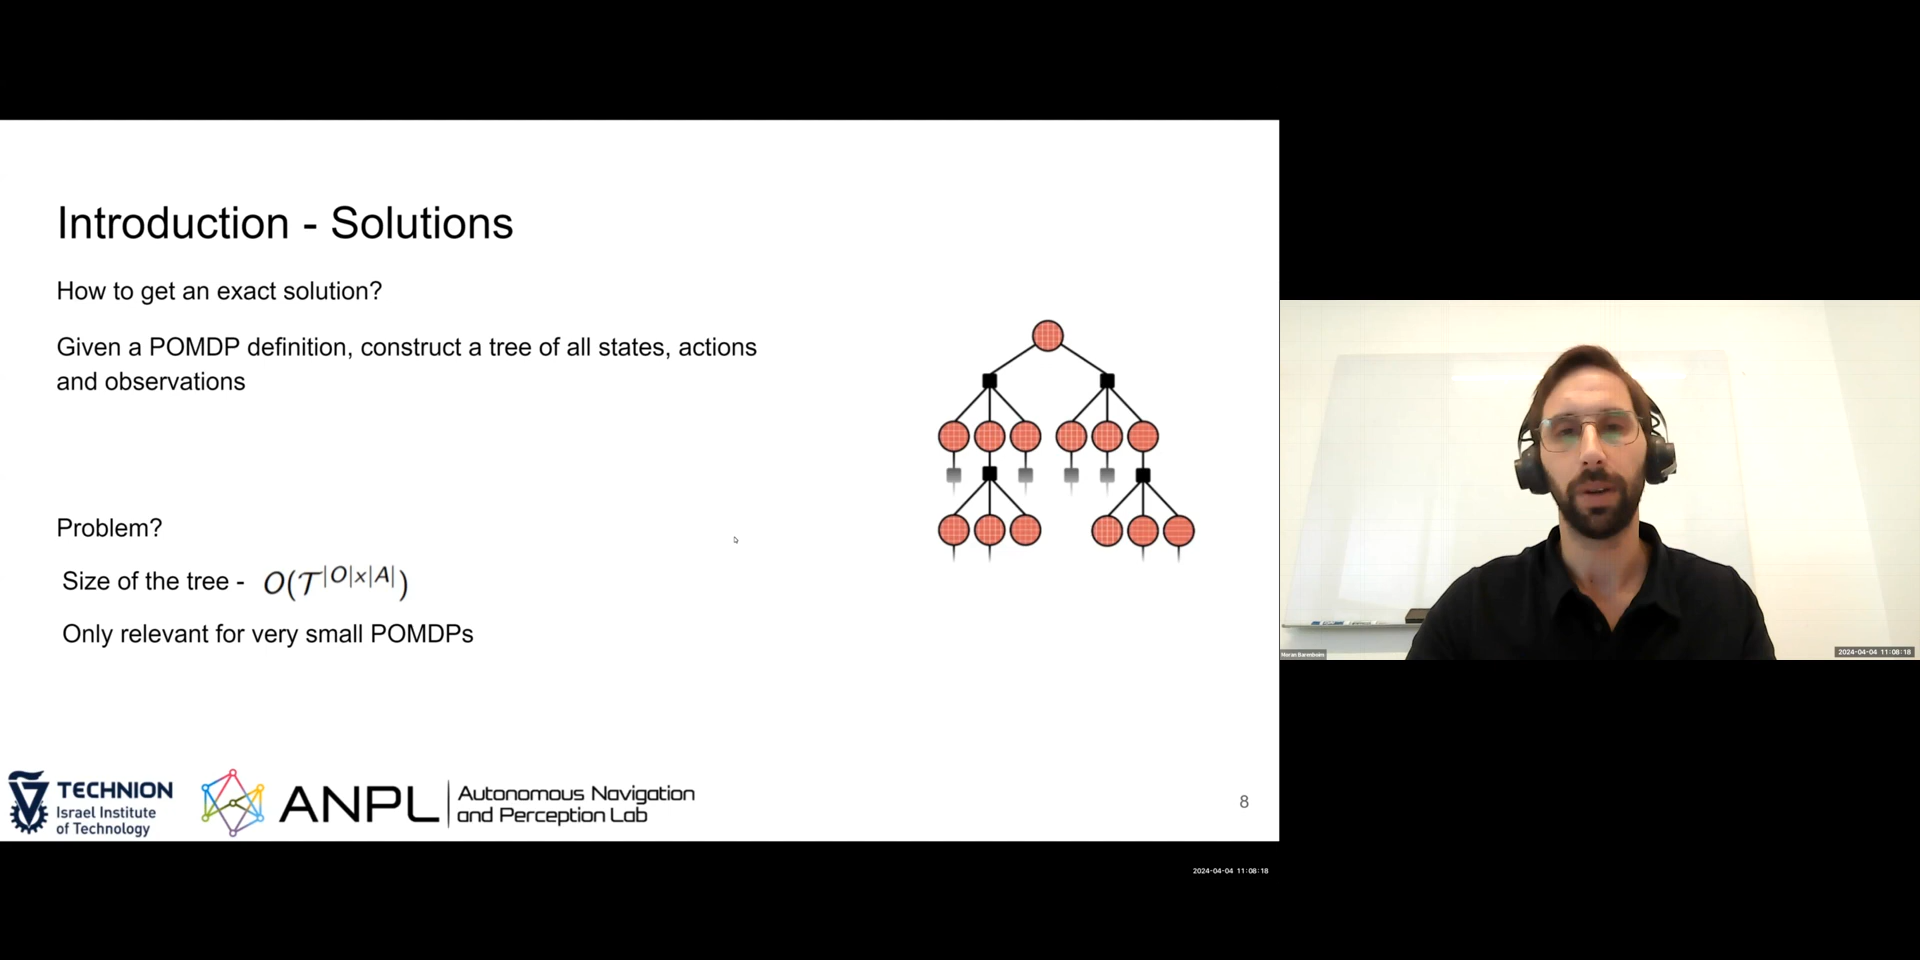 Introduction - Solutions
How to get an exact solution?
Given a POMDP definition, construct a tree of all states, actions
and observations
Problem?
Size of the tree - O(𝒯^{|O|x|A|})
Only relevant for very small POMDPs
TECHNION
Israel Institute
of Technology
ANPL
Autonomous Navigation
and Perception Lab
8
Moran Barenboim
2024-04-04 11:08:18
2024-04-04 11:08:18